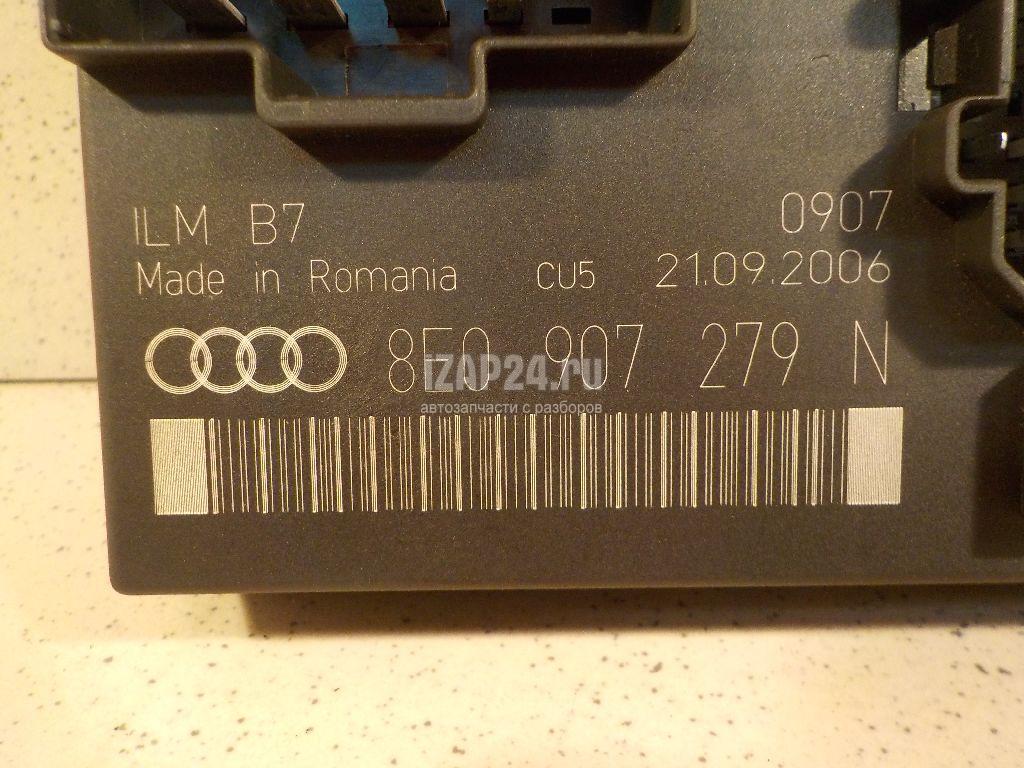 ILM B7 0907
Made in Romania CU5 21.09.2006
8E0 907 279 N
iZAP24.ru
автозапчасти с разборов